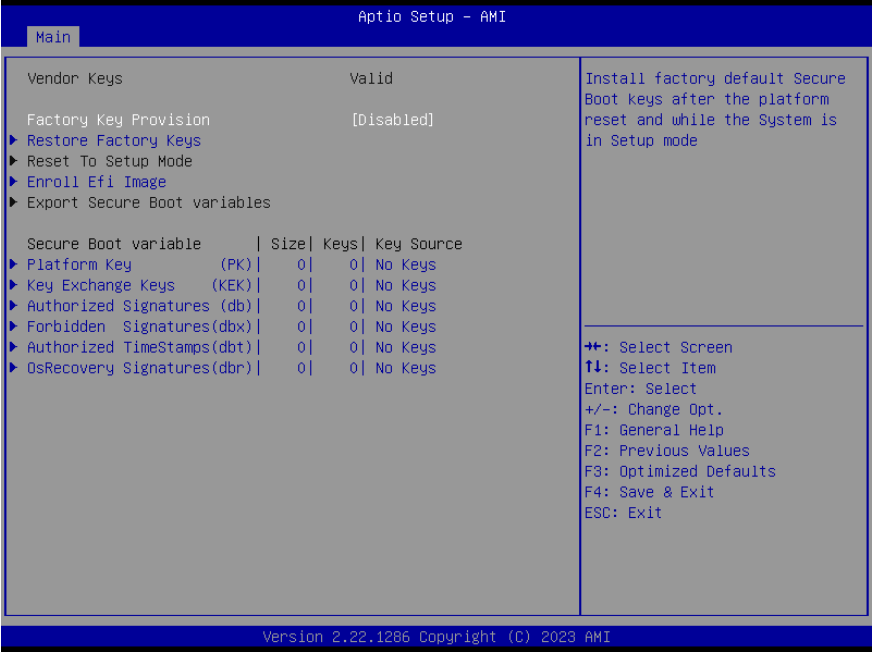 Aptio Setup - AMI
Main
Vendor Keys Valid
Factory Key Provision [Disabled]
Restore Factory Keys
Reset To Setup Mode
Enroll Efi Image
Export Secure Boot variables
Secure Boot variable | Size| Keys| Key Source
Platform Key (PK)| 0| 0| No Keys
Key Exchange Keys (KEK)| 0| 0| No Keys
Authorized Signatures (db)| 0| 0| No Keys
Forbidden Signatures(dbx)| 0| 0| No Keys
Authorized TimeStamps(dbt)| 0| 0| No Keys
OsRecovery Signatures(dbr)| 0| 0| No Keys
Install factory default Secure
Boot keys after the platform
reset and while the System is
in Setup mode
→←: Select Screen
↑↓: Select Item
Enter: Select
+/-: Change Opt.
F1: General Help
F2: Previous Values
F3: Optimized Defaults
F4: Save & Exit
ESC: Exit
Version 2.22.1286 Copyright (C) 2023 AMI